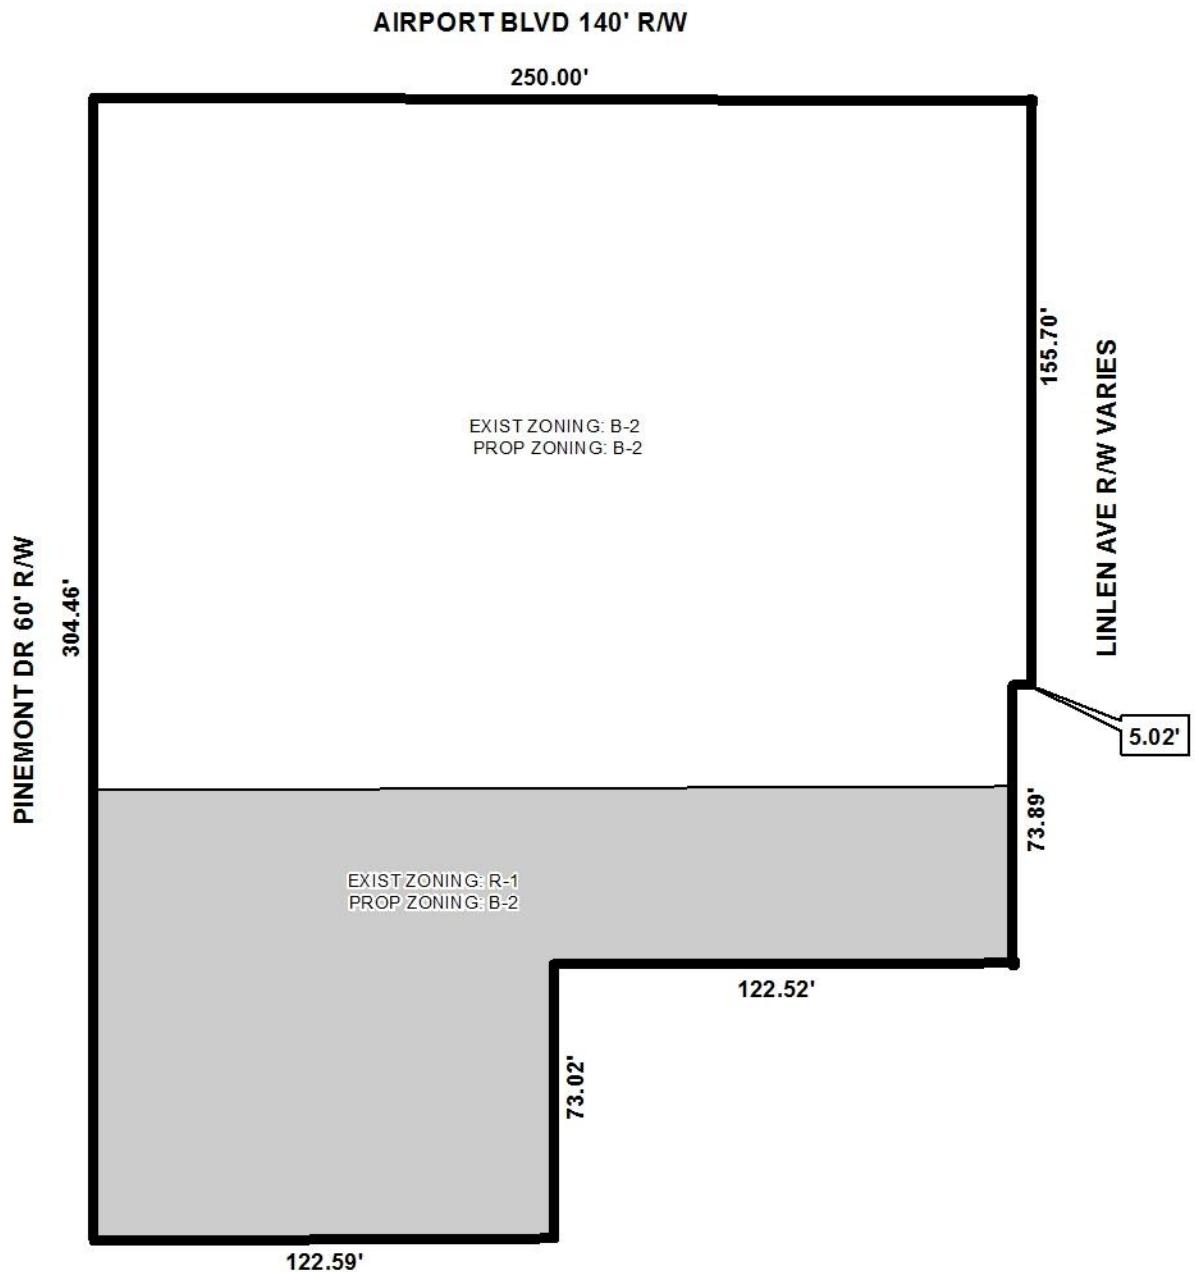 AIRPORT BLVD 140' R/W
250.00'
155.70'
LINLEN AVE R/W VARIES
EXIST ZONING: B-2
PROP ZONING: B-2
PINEMONT DR 60' R/W
304.46'
5.02'
73.89'
EXIST ZONING: R-1
PROP ZONING: B-2
122.52'
73.02'
122.59'